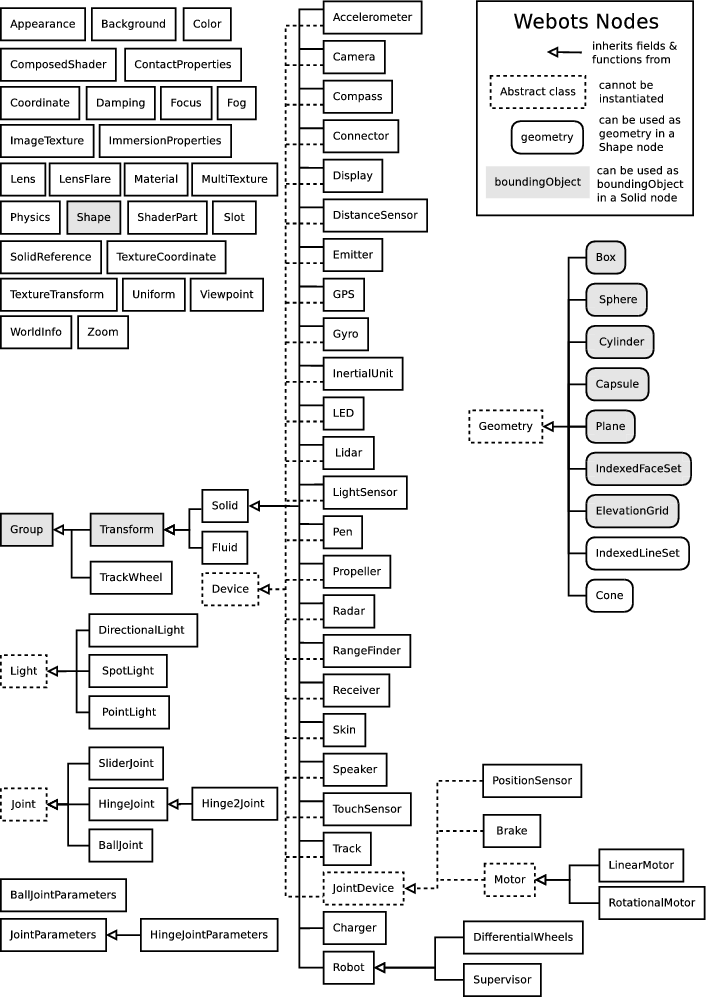 Appearance
Background
Color
ComposedShader
ContactProperties
Coordinate
Damping
Focus
Fog
ImageTexture
ImmersionProperties
Lens
LensFlare
Material
MultiTexture
Physics
Shape
ShaderPart
Slot
SolidReference
TextureCoordinate
TextureTransform
Uniform
Viewpoint
WorldInfo
Zoom
Group
Transform
Solid
Fluid
TrackWheel
Device
Light
DirectionalLight
SpotLight
PointLight
Joint
SliderJoint
HingeJoint
Hinge2Joint
BallJoint
BallJointParameters
JointParameters
HingeJointParameters
Accelerometer
Camera
Compass
Connector
Display
DistanceSensor
Emitter
GPS
Gyro
InertialUnit
LED
Lidar
LightSensor
Pen
Propeller
Radar
RangeFinder
Receiver
Skin
Speaker
TouchSensor
Track
JointDevice
Charger
Robot
Webots Nodes
inherits fields &
functions from
Abstract class
cannot be
instantiated
geometry
can be used as
geometry in a
Shape node
boundingObject
can be used as
boundingObject
in a Solid node
Geometry
Box
Sphere
Cylinder
Capsule
Plane
IndexedFaceSet
ElevationGrid
IndexedLineSet
Cone
PositionSensor
Brake
Motor
LinearMotor
RotationalMotor
DifferentialWheels
Supervisor